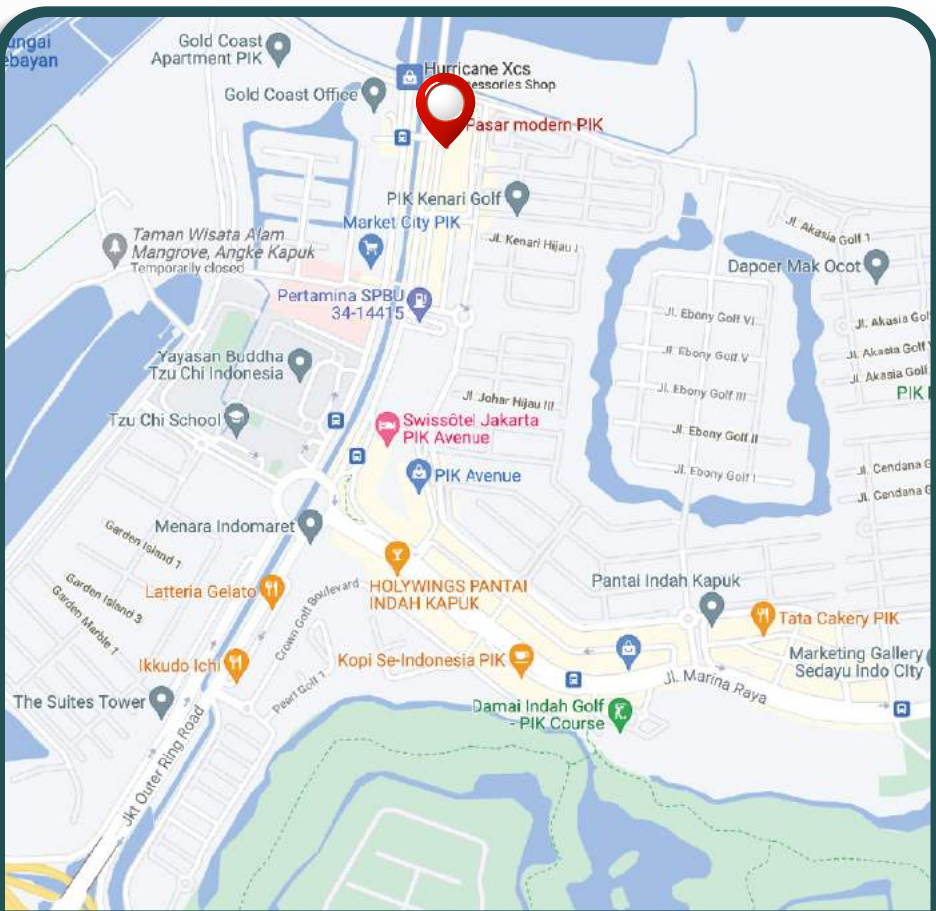 ungai
ebayan
Gold Coast
Apartment PIK
Hurricane Xcs
essories Shop
Gold Coast Office
Pasar modern PIK
PIK Kenari Golf
Market City PIK
Jl. Kenari Hijau I
Jl. Akasia Golf 1
Taman Wisata Alam
Mangrove, Angke Kapuk
Temporarily closed
Dapoer Mak Ocot
Pertamina SPBU
34-14415
Jl. Ebony Golf VI
Jl. Akasia Gol
Yayasan Buddha
Tzu Chi Indonesia
Jl. Ebony Golf V
Jl. Akasia Golf
Jl. Akasia Golf
Jl. Ebony Golf III
PIK
Jl. Johar Hijau III
Tzu Chi School
Swissôtel Jakarta
PIK Avenue
Jl. Ebony Golf II
PIK Avenue
Jl. Ebony Golf I
Jl. Cendana G
Jl. Cendana G
Menara Indomaret
Garden Island 1
Latteria Gelato
HOLYWINGS PANTAI
INDAH KAPUK
Pantai Indah Kapuk
Garden Island 3
Garden Marble 1
Crown Golf Boulevard
Tata Cakery PIK
Ikkudo Ichi
Kopi Se-Indonesia PIK
Marketing Gallery
Sedayu Indo City
Pearl Golf 1
Jl. Marina Raya
The Suites Tower
Damai Indah Golf
- PIK Course
Jkt Outer Ring Road